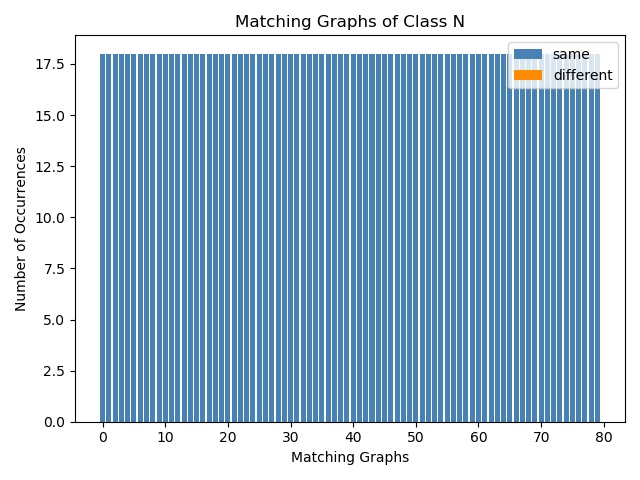 Matching Graphs of Class N
same
different
Number of Occurrences
17.5
15.0
12.5
10.0
7.5
5.0
2.5
0.0
0 10 20 30 40 50 60 70 80
Matching Graphs